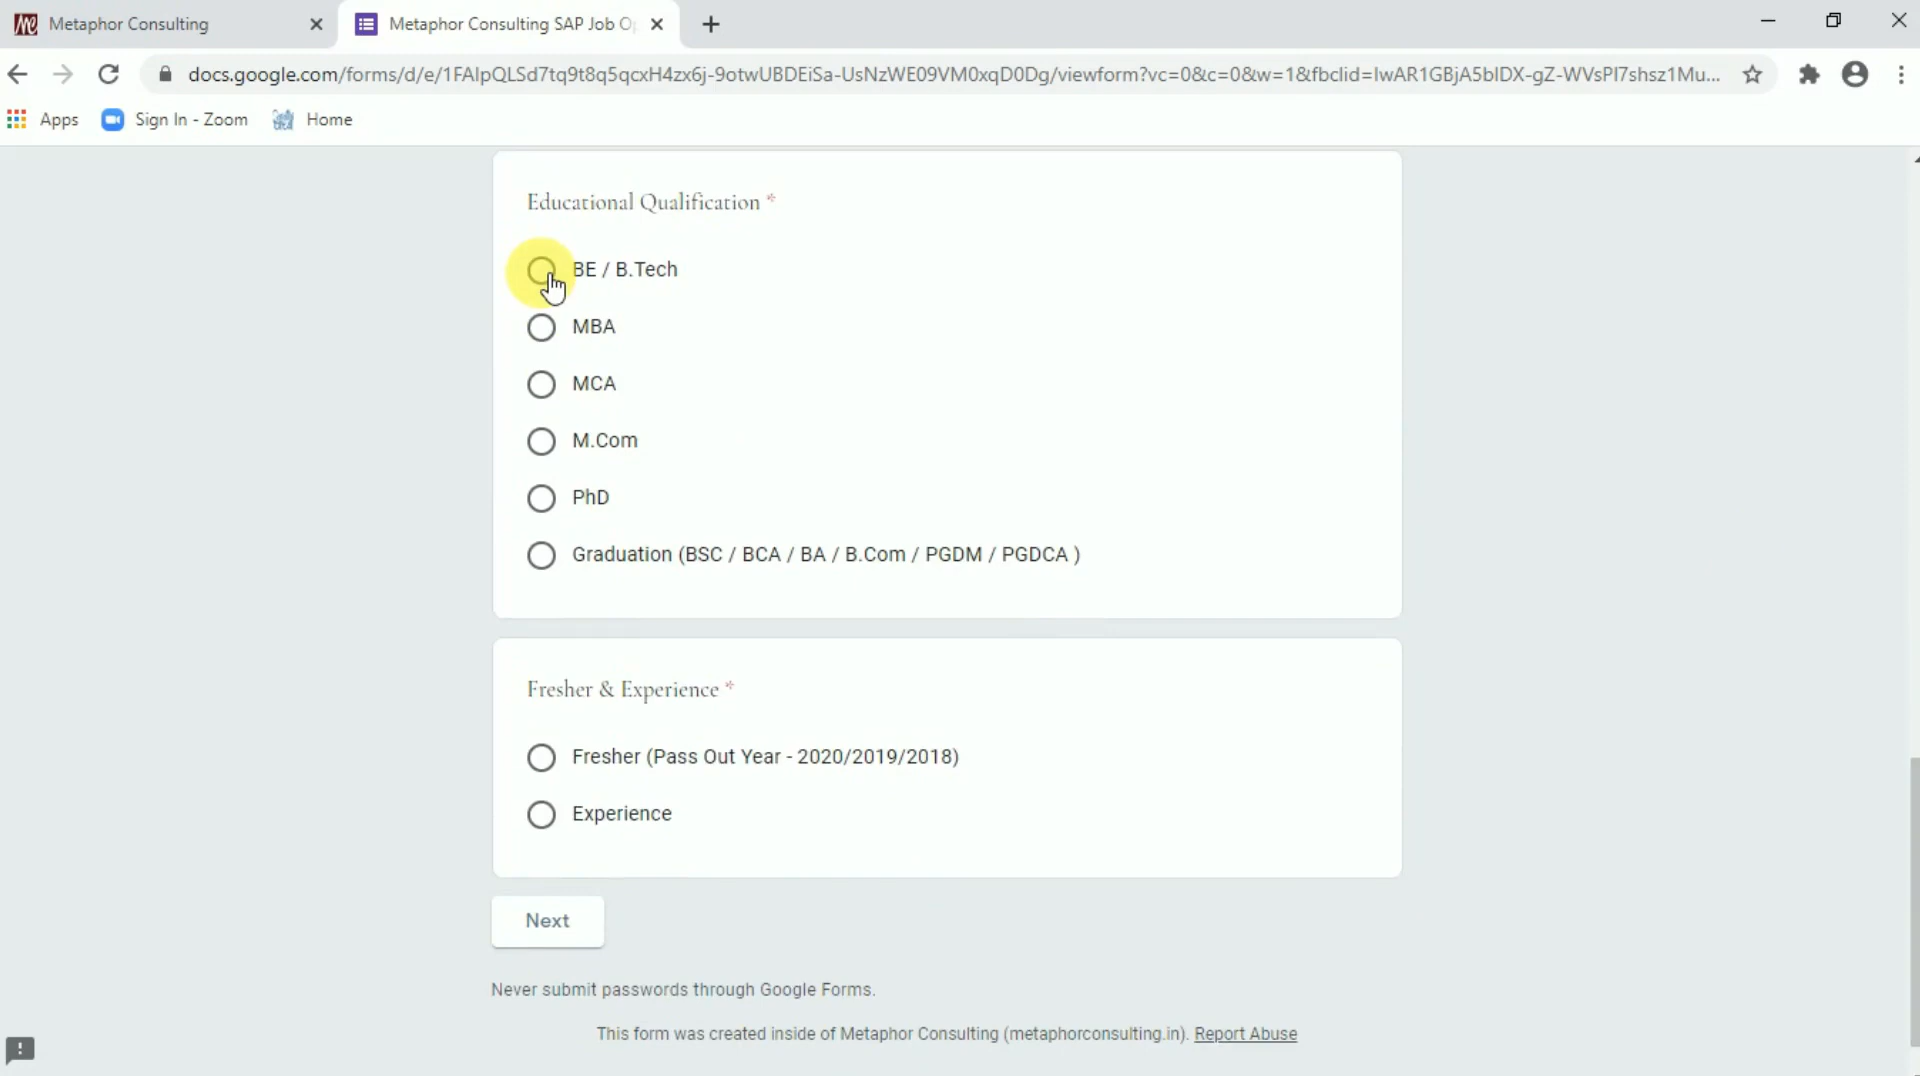 Metaphor Consulting
Metaphor Consulting SAP Job O
docs.google.com/forms/d/e/1FAIpQLSd7tq9t8q5qcxH4zx6j-9otwUBDEiSa-UsNzWE09VM0xqD0Dg/viewform?vc=0&c=0&w=1&fbclid=IwAR1GBjA5bIDX-gZ-WVsPI7shsz1Mu...
Apps
Sign In - Zoom
Home
Educational Qualification *
BE / B.Tech
MBA
MCA
M.Com
PhD
Graduation (BSC / BCA / BA / B.Com / PGDM / PGDCA )
Fresher & Experience *
Fresher (Pass Out Year - 2020/2019/2018)
Experience
Next
Never submit passwords through Google Forms.
This form was created inside of Metaphor Consulting (metaphorconsulting.in). Report Abuse